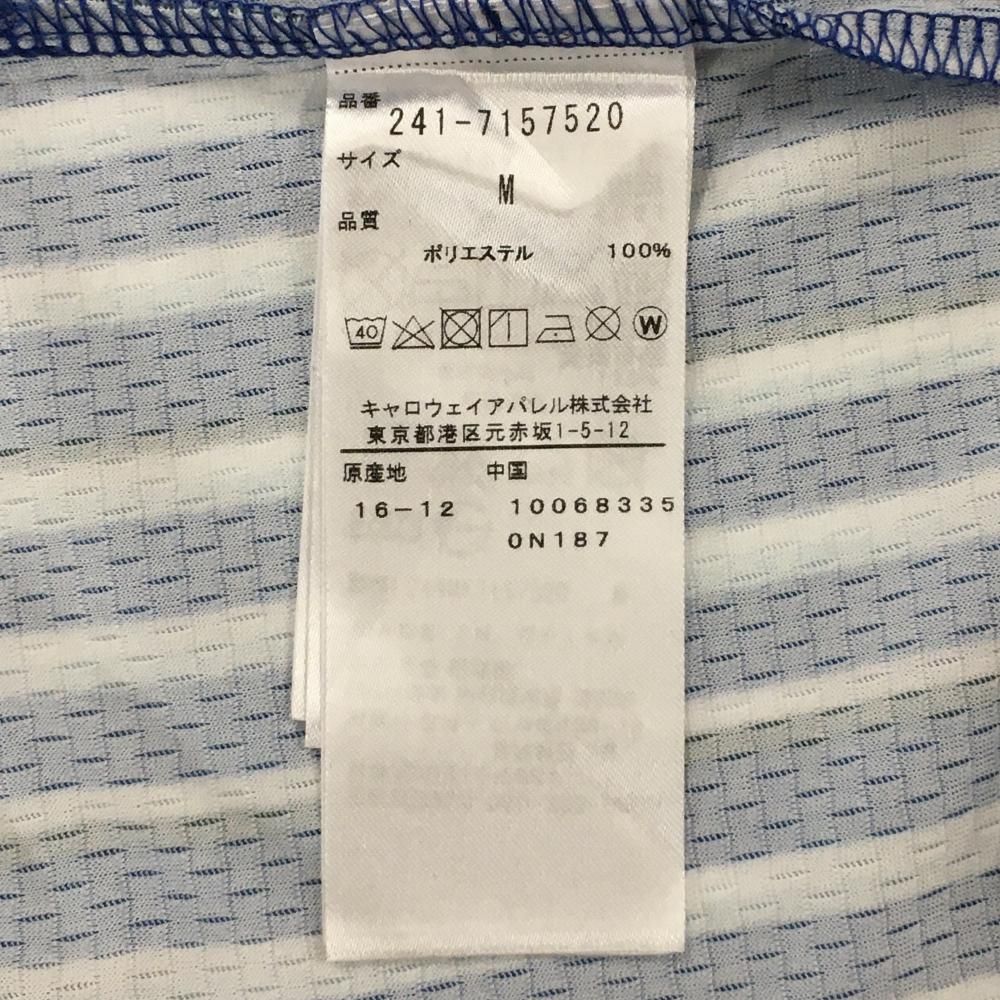 品番
241-7157520
サイズ
M
品質
ポリエステル 100%
40 W
キャロウェイアパレル株式会社
東京都港区元赤坂1-5-12
原産地 中国
16-12 10068335
0N187